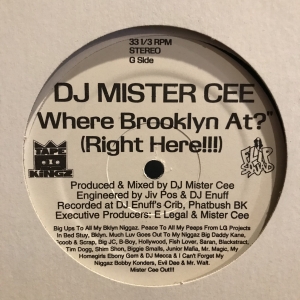 33 1/3 RPM
G Side
DJ MISTER CEE
Where Brooklyn At?"
(Right Here!!!)
TAPE
KINGZ
FLIP
SQUAD
Produced & Mixed by DJ Mister Cee
Engineered by Jiv Pos & DJ Enuff
Recorded at DJ Enuff's Crib, Phatbush BK
Executive Producers: E Legal & Mister Cee
Big Ups To All My Bklyn Niggaz. Peace To All My Peeps From LG Projects
In Bed Stuy, Bklyn. Much Luv Goes Out To My Niggaz Big Daddy Kane,
Scoob & Scrap, Big JC, B-Boy, Hollywood, Fish Lover, Baran, Blackstract,
Tim Dogg, Shim Shon, Biggie Smalls, Junior Mafia, Mr. Magic, My
Homegirls Ebony Gem & DJ Mecca & I Can't Forget My
Niggaz Bobby Konders, Evil Dee & Mr. Walt.
Mister Cee Out!!!